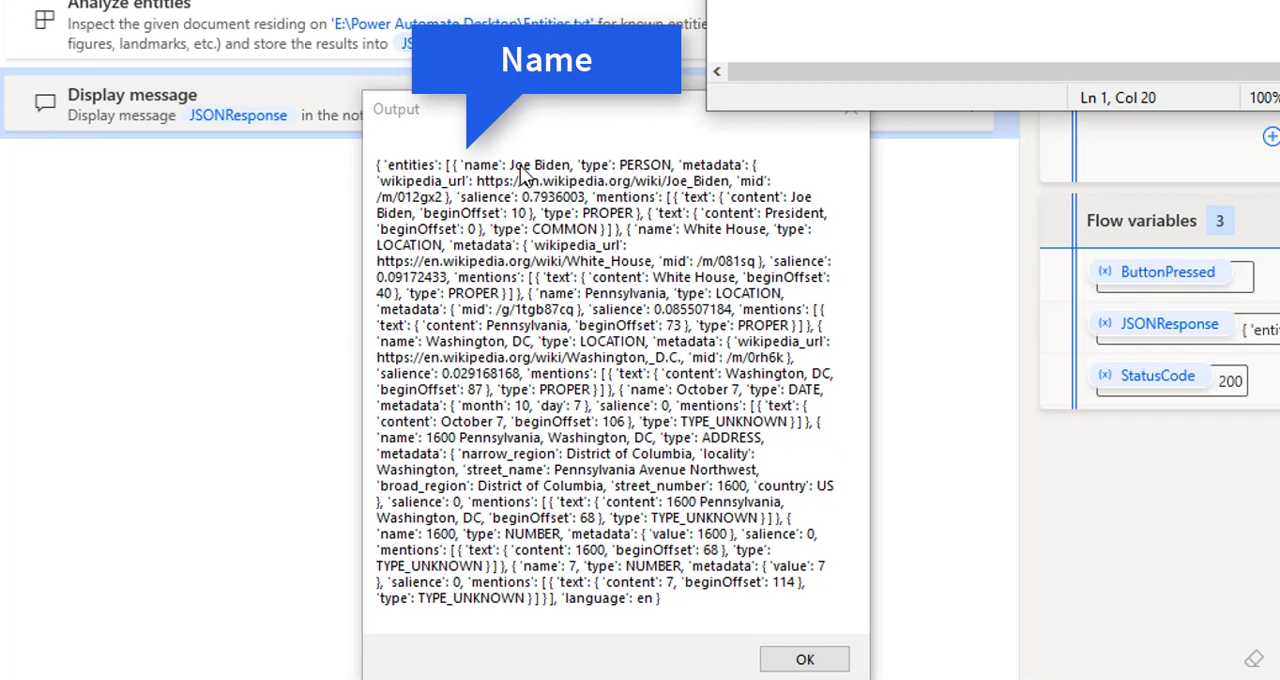 Analyze entities
Inspect the given document residing on 'E:\Power Automate Desktop\Entities.txt' for known entitie
figures, landmarks, etc.) and store the results into JS
Name
Display message
Display message JSONResponse in the not
Output
{ 'entities': [ { 'name': Joe Biden, 'type': PERSON, 'metadata': {
'wikipedia_url': https://en.wikipedia.org/wiki/Joe_Biden, 'mid':
/m/012gx2 }, 'salience': 0.7936003, 'mentions': [ { 'text': { 'content': Joe
Biden, 'beginOffset': 10 }, 'type': PROPER }, { 'text': { 'content': President,
'beginOffset': 0 }, 'type': COMMON } ] }, { 'name': White House, 'type':
LOCATION, 'metadata': { 'wikipedia_url':
https://en.wikipedia.org/wiki/White_House, 'mid': /m/081sq }, 'salience':
0.09172433, 'mentions': [ { 'text': { 'content': White House, 'beginOffset':
40 }, 'type': PROPER } ] }, { 'name': Pennsylvania, 'type': LOCATION,
'metadata': { 'mid': /g/1tgb87cq }, 'salience': 0.085507184, 'mentions': [ {
'text': { 'content': Pennsylvania, 'beginOffset': 73 }, 'type': PROPER } ] }, {
'name': Washington, DC, 'type': LOCATION, 'metadata': { 'wikipedia_url':
https://en.wikipedia.org/wiki/Washington,_D.C., 'mid': /m/0rh6k },
'salience': 0.029168168, 'mentions': [ { 'text': { 'content': Washington, DC,
'beginOffset': 87 }, 'type': PROPER } ] }, { 'name': October 7, 'type': DATE,
'metadata': { 'month': 10, 'day': 7 }, 'salience': 0, 'mentions': [ { 'text': {
'content': October 7, 'beginOffset': 106 }, 'type': TYPE_UNKNOWN } ] }, {
'name': 1600 Pennsylvania, Washington, DC, 'type': ADDRESS,
'metadata': { 'narrow_region': District of Columbia, 'locality':
Washington, 'street_name': Pennsylvania Avenue Northwest,
'broad_region': District of Columbia, 'street_number': 1600, 'country': US
}, 'salience': 0, 'mentions': [ { 'text': { 'content': 1600 Pennsylvania,
Washington, DC, 'beginOffset': 68 }, 'type': TYPE_UNKNOWN } ] }, {
'name': 1600, 'type': NUMBER, 'metadata': { 'value': 1600 }, 'salience': 0,
'mentions': [ { 'text': { 'content': 1600, 'beginOffset': 68 }, 'type':
TYPE_UNKNOWN } ] }, { 'name': 7, 'type': NUMBER, 'metadata': { 'value': 7
}, 'salience': 0, 'mentions': [ { 'text': { 'content': 7, 'beginOffset': 114 },
'type': TYPE_UNKNOWN } ] } ], 'language': en }
OK
Ln 1, Col 20
100%
Flow variables 3
(x) ButtonPressed
(x) JSONResponse { 'enti
(x) StatusCode 200